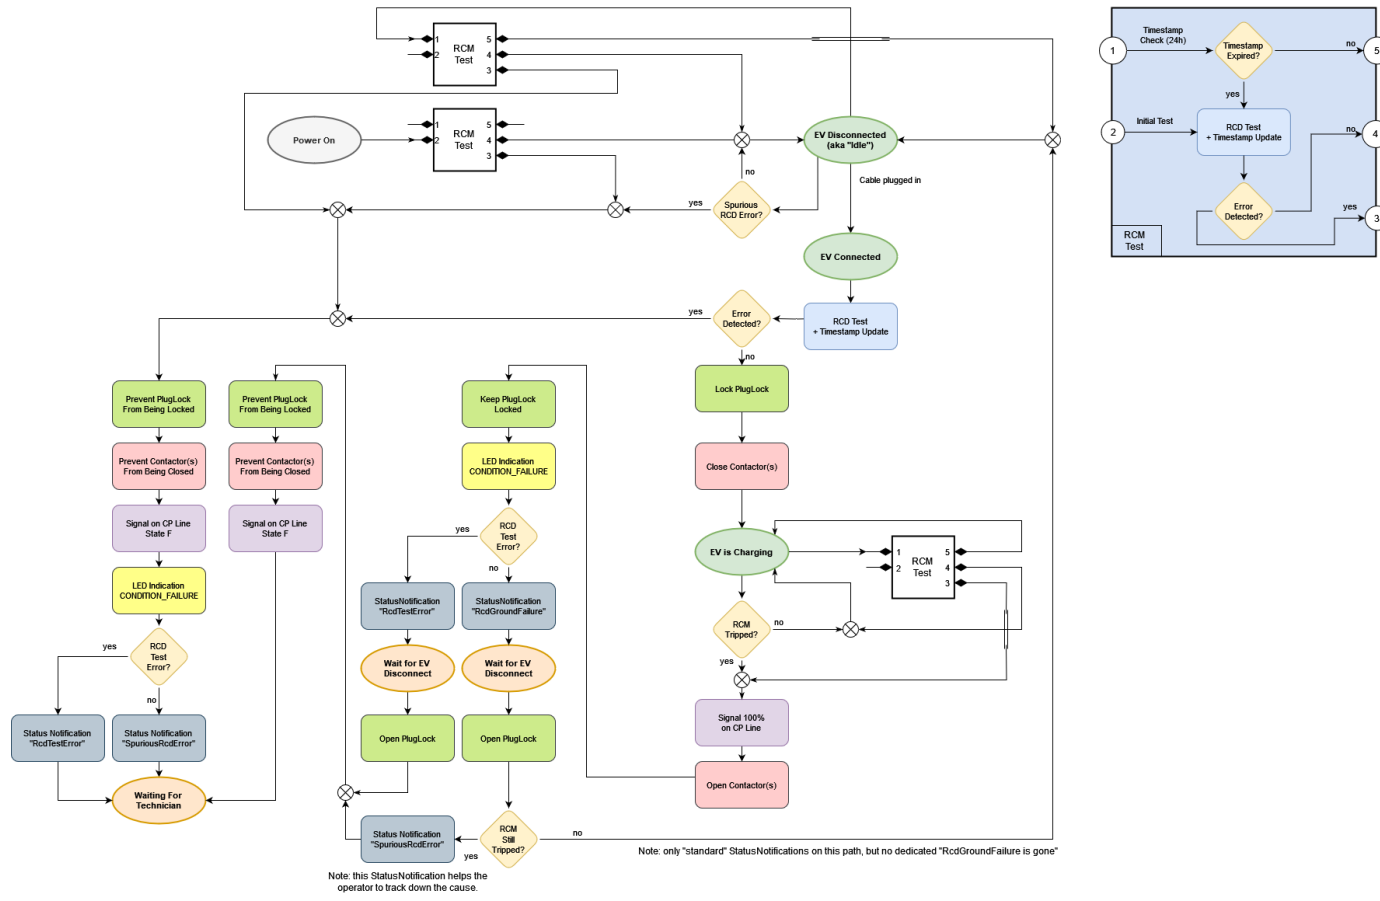 1
2
RCM
Test
5
4
3
Power On
1
2
RCM
Test
5
4
3
EV Disconnected
(aka "Idle")
Cable plugged in
no
Spurious
RCD Error?
yes
EV Connected
RCD Test
+ Timestamp Update
Error
Detected?
yes
no
Timestamp
Check (24h)
1
Timestamp
Expired?
no
5
yes
2
Initial Test
RCD Test
+ Timestamp Update
no
4
Error
Detected?
yes
3
RCM
Test
Prevent PlugLock
From Being Locked
Prevent Contactor(s)
From Being Closed
Signal on CP Line
State F
LED Indication
CONDITION_FAILURE
RCD
Test
Error?
yes
no
Status Notification
"RcdTestError"
Status Notification
"SpuriousRcdError"
Waiting For
Technician
Prevent PlugLock
From Being Locked
Prevent Contactor(s)
From Being Closed
Signal on CP Line
State F
Keep PlugLock
Locked
LED Indication
CONDITION_FAILURE
RCD
Test
Error?
yes
no
StatusNotification
"RcdTestError"
StatusNotification
"RcdGroundFailure"
Wait for EV
Disconnect
Wait for EV
Disconnect
Open PlugLock
Open PlugLock
RCM
Still
Tripped?
no
yes
Status Notification
"SpuriousRcdError"
Note: this StatusNotification helps the
operator to track down the cause.
Note: only "standard" StatusNotifications on this path, but no dedicated "RcdGroundFailure is gone"
Lock PlugLock
Close Contactor(s)
EV is Charging
1
2
RCM
Test
5
4
3
RCM
Tripped?
no
yes
Signal 100%
on CP Line
Open Contactor(s)